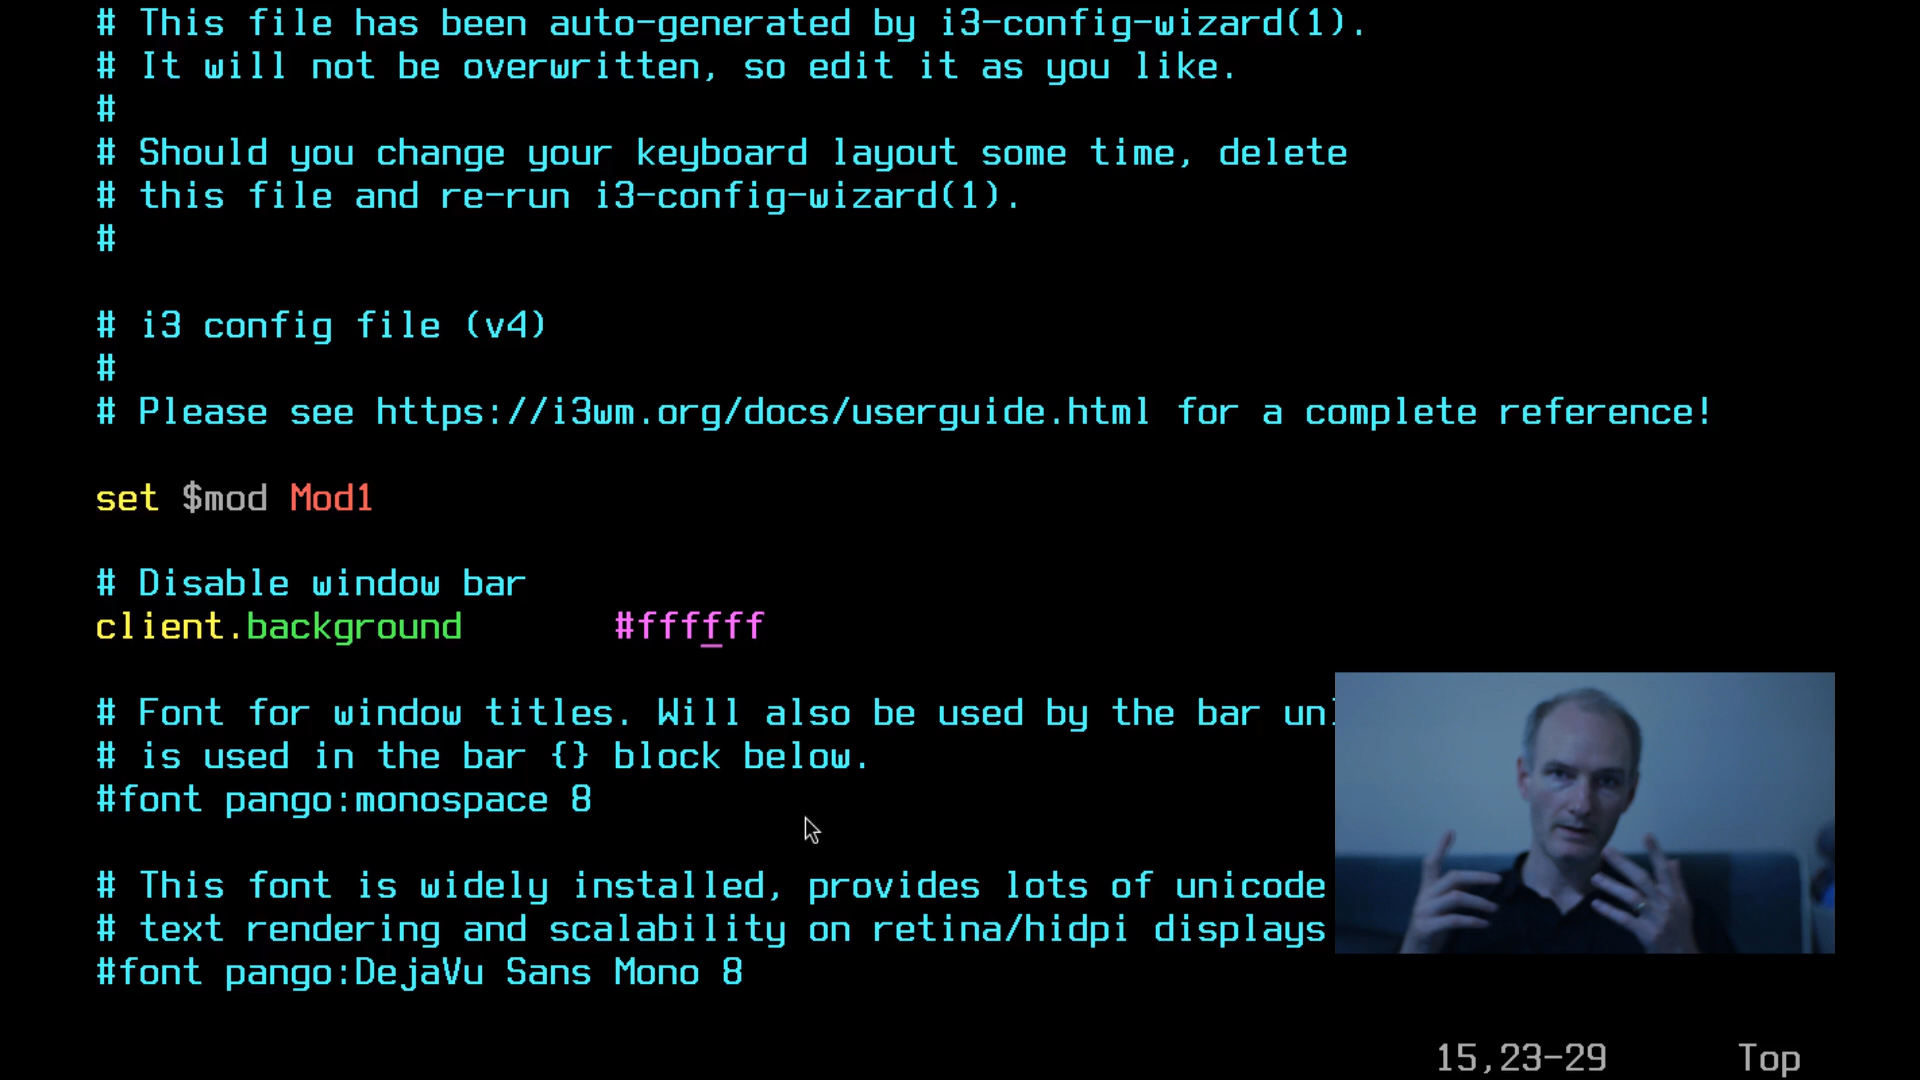 # This file has been auto-generated by i3-config-wizard(1).
# It will not be overwritten, so edit it as you like.
#
# Should you change your keyboard layout some time, delete
# this file and re-run i3-config-wizard(1).
#
# i3 config file (v4)
#
# Please see https://i3wm.org/docs/userguide.html for a complete reference!
set $mod Mod1
# Disable window bar
client.background #ffffff
# Font for window titles. Will also be used by the bar
# is used in the bar {} block below.
#font pango:monospace 8
# This font is widely installed, provides lots of unicode
# text rendering and scalability on retina/hidpi displays
#font pango:DejaVu Sans Mono 8
15,23-29 Top